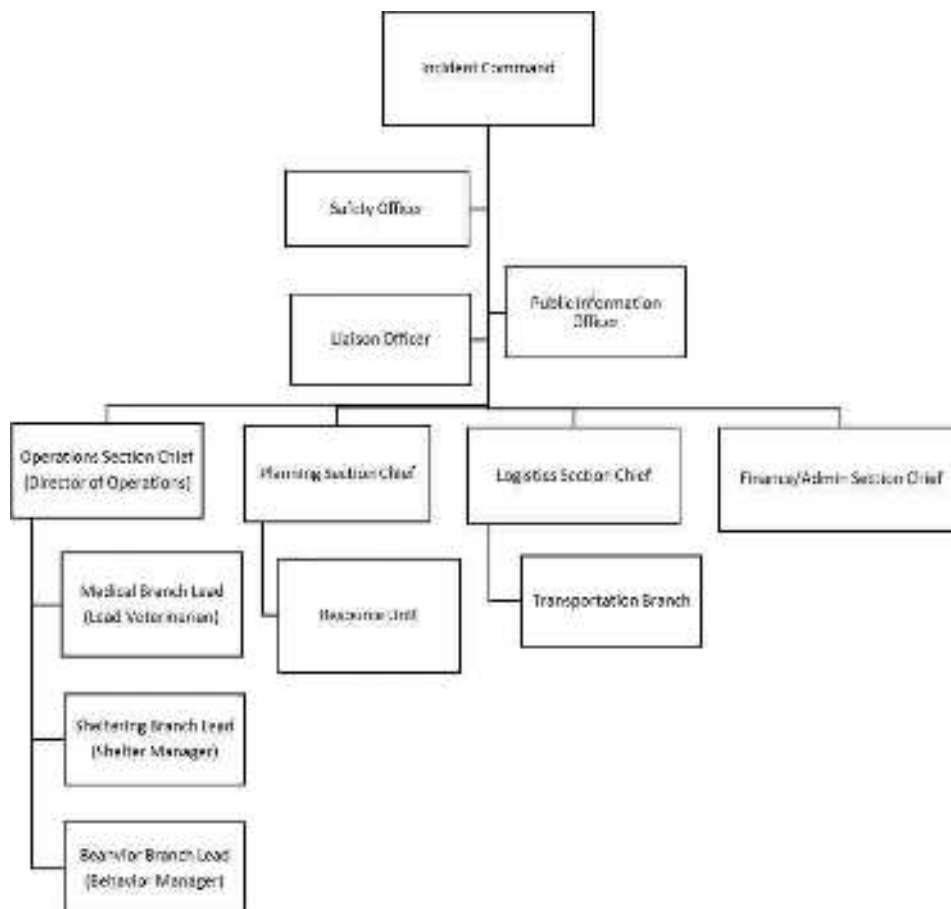 Incident Command
Safety Officer
Public Information
Officer
Liaison Officer
Operations Section Chief
(Director of Operations)
Planning Section Chief
Logistics Section Chief
Finance/Admin Section Chief
Medical Branch Lead
(Lead Veterinarian)
Resource Unit
Transportation Branch
Sheltering Branch Lead
(Shelter Manager)
Beahvior Branch Lead
(Behavior Manager)